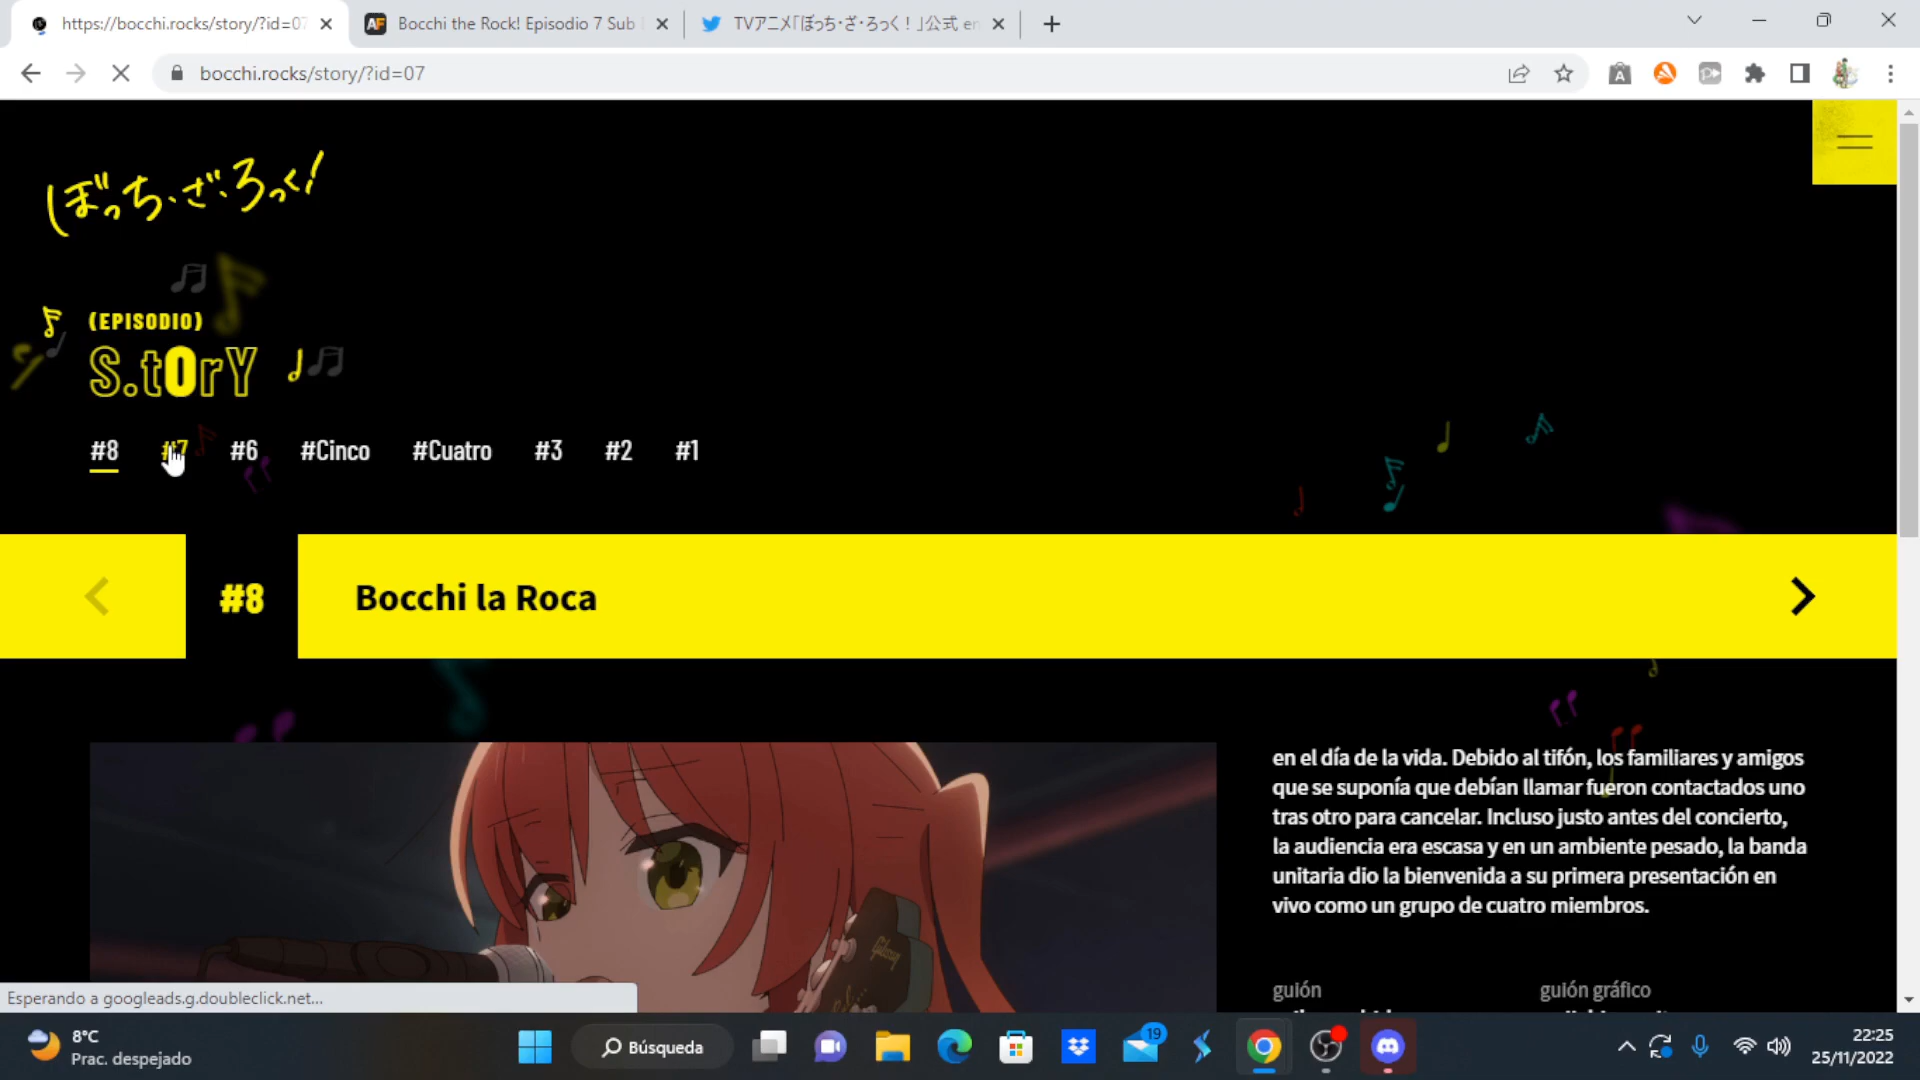 https://bocchi.rocks/story/?id=07
Bocchi the Rock! Episodio 7 Sub
TVアニメ「ぼっち・ざ・ろっく！」公式 en
bocchi.rocks/story/?id=07
ぼっち・ざ・ろっく!
(EPISODIO)
S.tOrY
#8 #7 #6 #Cinco #Cuatro #3 #2 #1
#8 Bocchi la Roca
en el día de la vida. Debido al tifón, los familiares y amigos
que se suponía que debían llamar fueron contactados uno
tras otro para cancelar. Incluso justo antes del concierto,
la audiencia era escasa y en un ambiente pesado, la banda
unitaria dio la bienvenida a su primera presentación en
vivo como un grupo de cuatro miembros.
guión guión gráfico
Esperando a googleads.g.doubleclick.net...
8°C
Prac. despejado
Búsqueda
19
22:25
25/11/2022